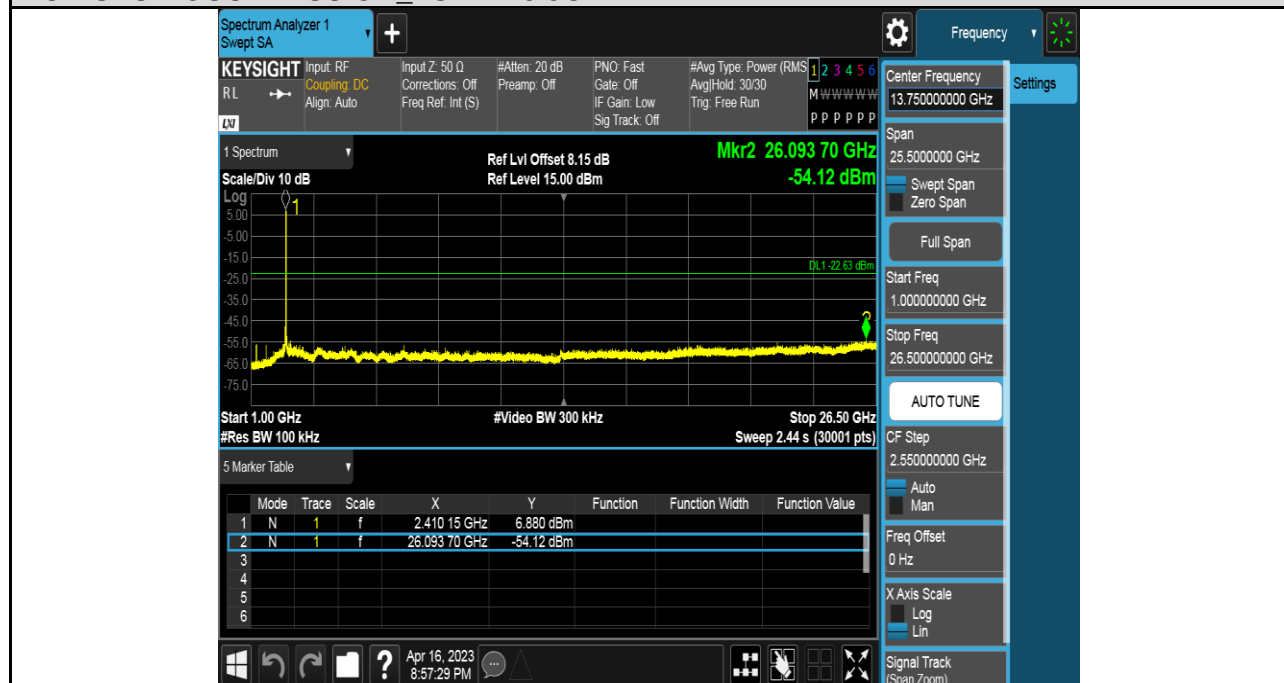 Spectrum Analyzer 1
Swept SA
+
Frequency
KEYSIGHT
RL
LXI
Input: RF
Coupling: DC
Align: Auto
Input Z: 50 Ω
Corrections: Off
Freq Ref: Int (S)
#Atten: 20 dB
Preamp: Off
PNO: Fast
Gate: Off
IF Gain: Low
Sig Track: Off
#Avg Type: Power (RMS
Avg|Hold: 30/30
Trig: Free Run
1 2 3 4 5 6
M W W W W W
P P P P P P
1 Spectrum
Ref Lvl Offset 8.15 dB
Mkr2 26.093 70 GHz
Scale/Div 10 dB
Ref Level 15.00 dBm
-54.12 dBm
Log
1
5.00
-5.00
-15.0
DL1 -22.63 dBm
-25.0
-35.0
-45.0
-55.0
-65.0
-75.0
Start 1.00 GHz
#Video BW 300 kHz
Stop 26.50 GHz
#Res BW 100 kHz
Sweep 2.44 s (30001 pts)
5 Marker Table
Mode Trace Scale X Y Function Function Width Function Value
1 N 1 f 2.410 15 GHz 6.880 dBm
2 N 1 f 26.093 70 GHz -54.12 dBm
3
4
5
6
?
Apr 16, 2023
8:57:29 PM
Settings
Center Frequency
13.750000000 GHz
Span
25.5000000 GHz
Swept Span
Zero Span
Full Span
Start Freq
1.000000000 GHz
Stop Freq
26.500000000 GHz
AUTO TUNE
CF Step
2.550000000 GHz
Auto
Man
Freq Offset
0 Hz
X Axis Scale
Log
Lin
Signal Track
(Span Zoom)